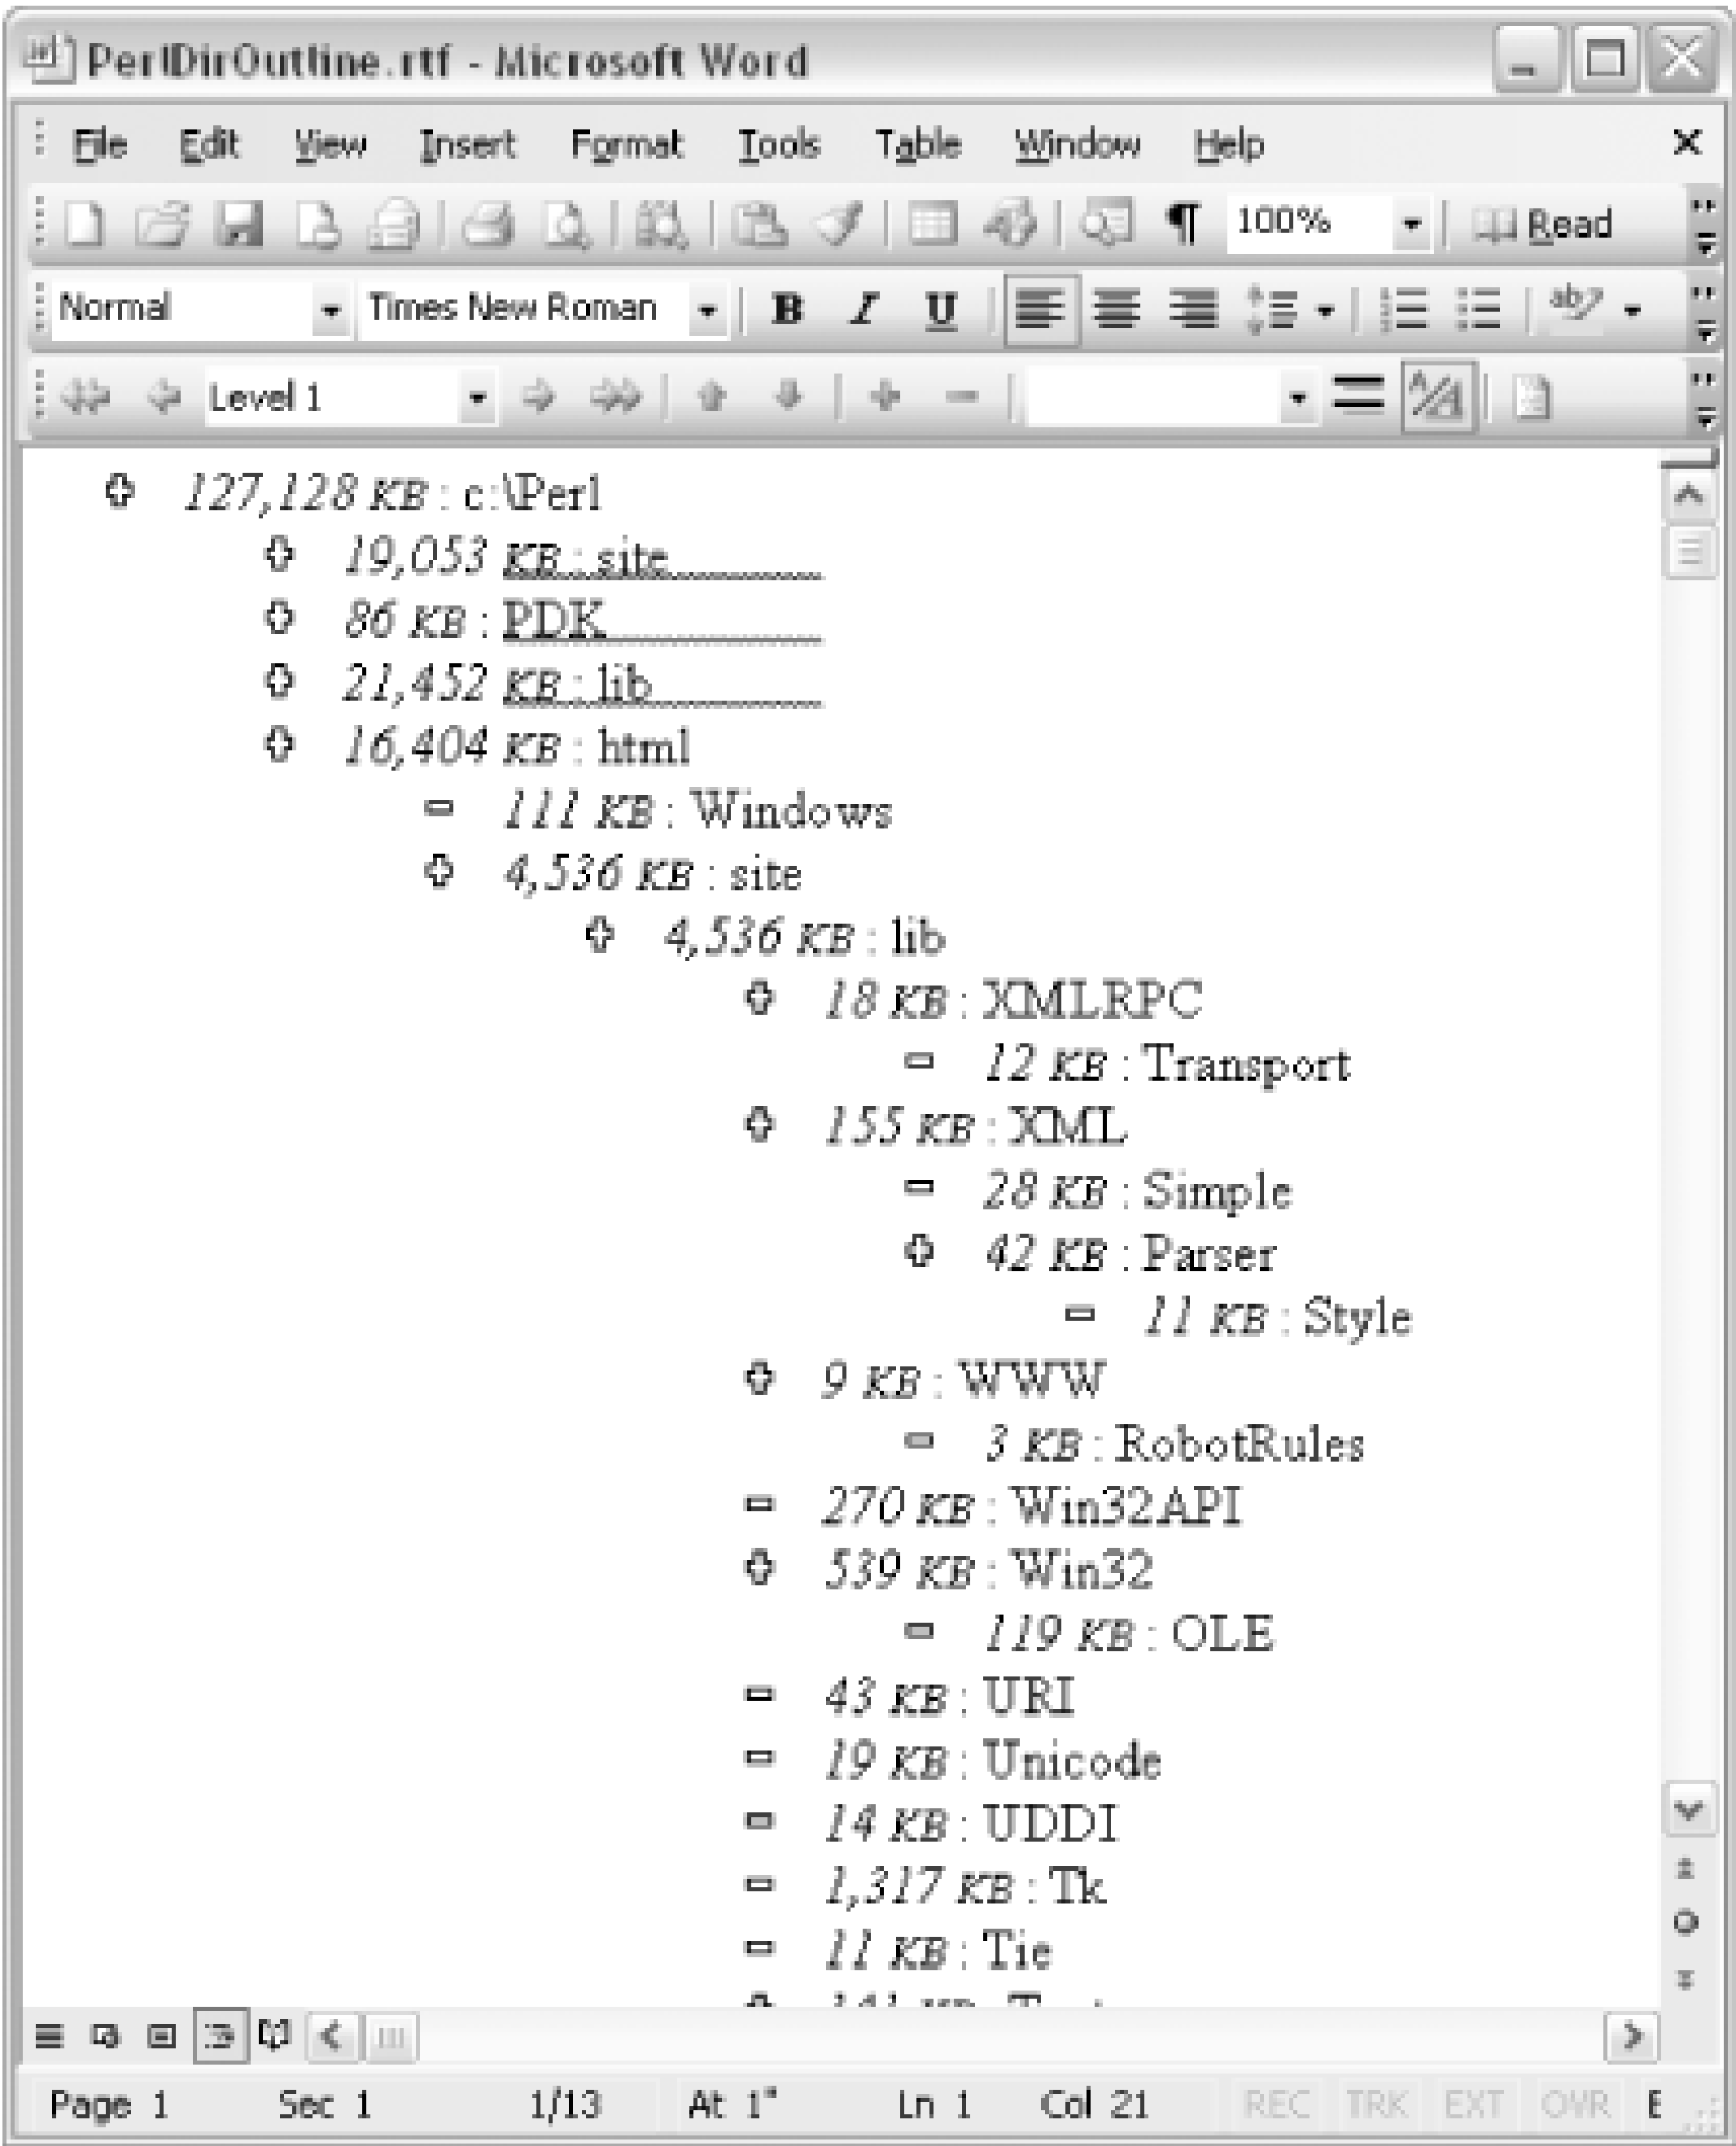 PerlDirOutline.rtf - Microsoft Word
File Edit View Insert Format Tools Table Window Help
100% Read
Normal Times New Roman B I U
Level 1
127,128 KB : c:\Perl
19,053 KB : site
86 KB : PDK
21,452 KB : lib
16,404 KB : html
111 KB : Windows
4,536 KB : site
4,536 KB : lib
18 KB : XMLRPC
12 KB : Transport
155 KB : XML
28 KB : Simple
42 KB : Parser
11 KB : Style
9 KB : WWW
3 KB : RobotRules
270 KB : Win32API
539 KB : Win32
119 KB : OLE
43 KB : URI
19 KB : Unicode
14 KB : UDDI
1,317 KB : Tk
11 KB : Tie
Page 1 Sec 1 1/13 At 1" Ln 1 Col 21 REC TRK EXT OVR E